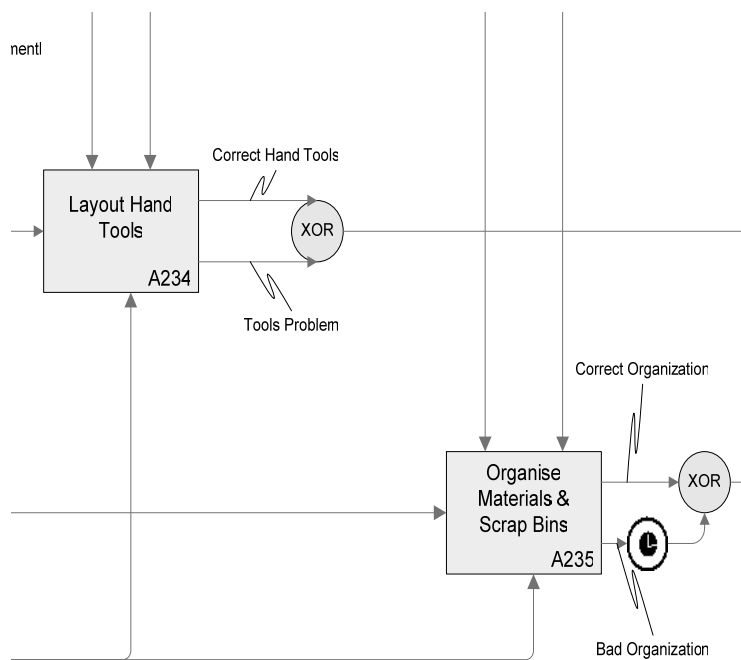 Correct Hand Tools
Layout Hand
Tools
XOR
A234
Tools Problem
Correct Organization
Organise
Materials &
Scrap Bins
XOR
A235
Bad Organization